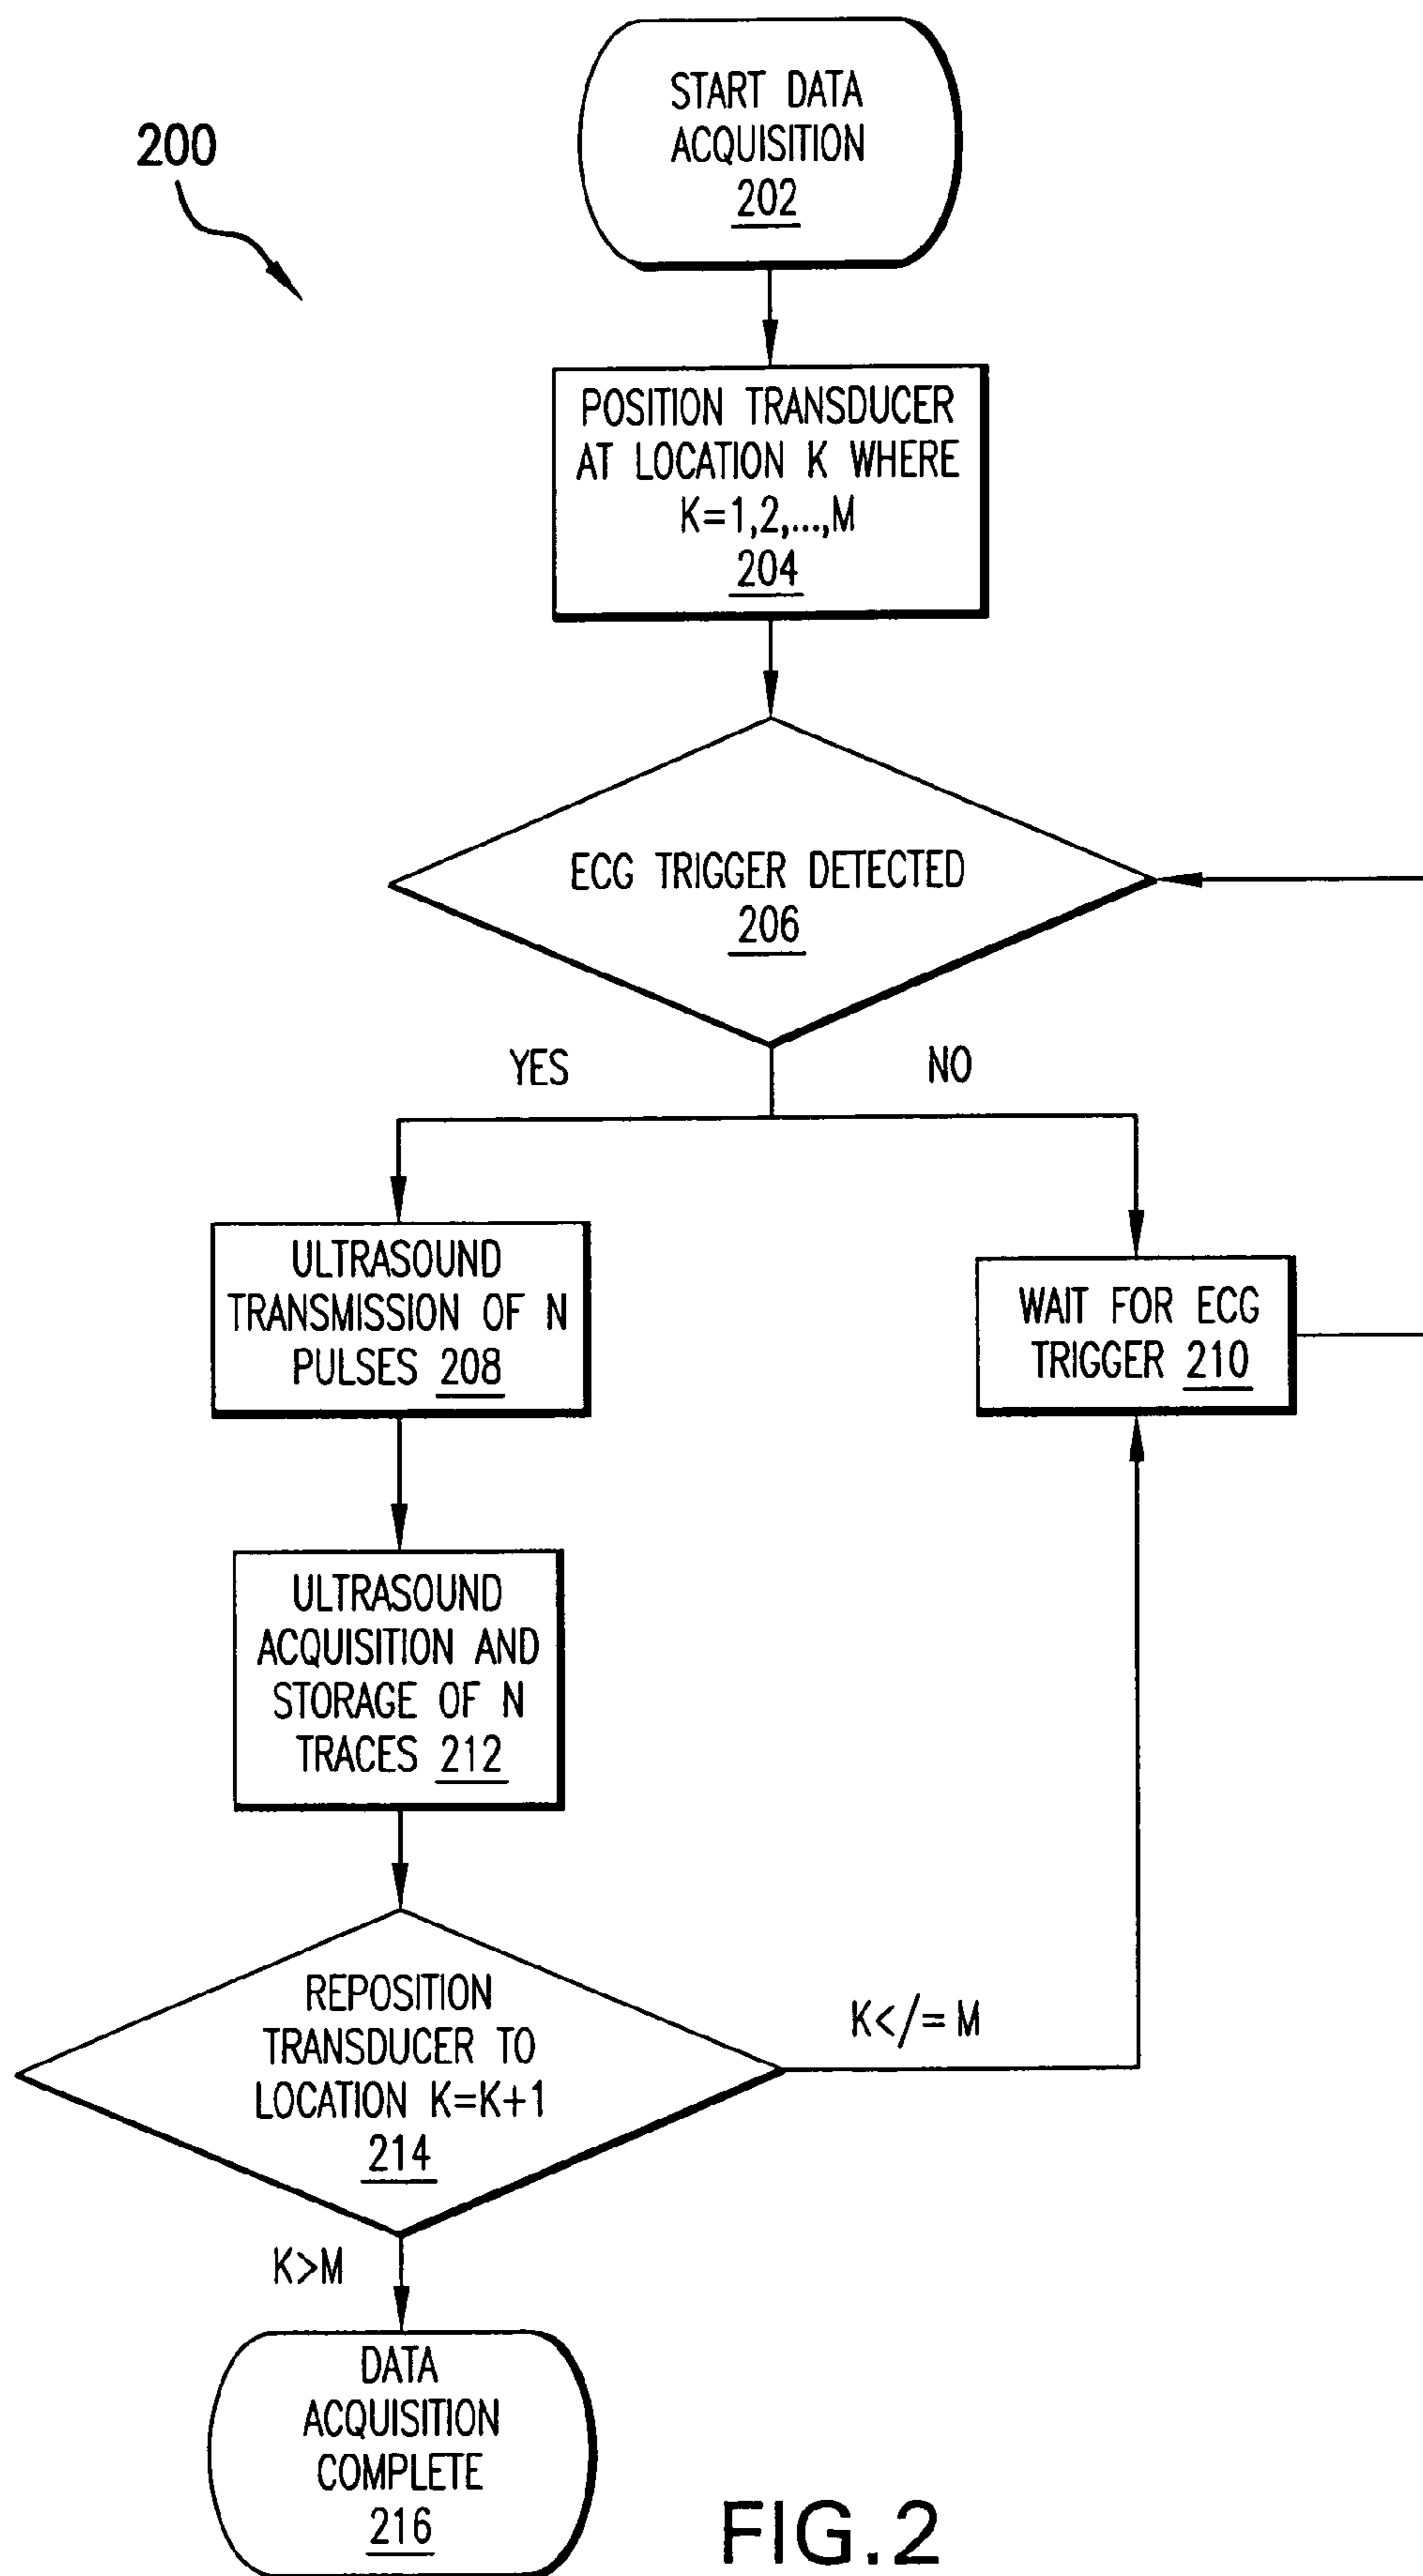 200
START DATA
ACQUISITION
202
POSITION TRANSDUCER
AT LOCATION K WHERE
K=1,2,...,M
204
ECG TRIGGER DETECTED
206
YES
NO
ULTRASOUND
TRANSMISSION OF N
PULSES 208
WAIT FOR ECG
TRIGGER 210
ULTRASOUND
ACQUISITION AND
STORAGE OF N
TRACES 212
REPOSITION
TRANSDUCER TO
LOCATION K=K+1
214
K</= M
K>M
DATA
ACQUISITION
COMPLETE
216
FIG.2